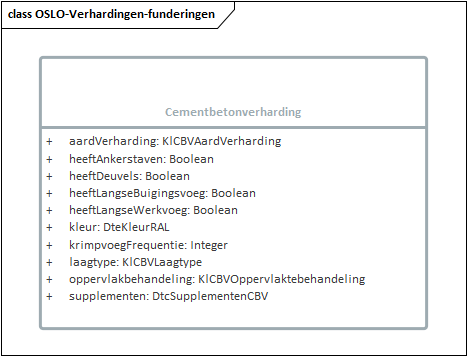 class OSLO-Verhardingen-funderingen
Cementbetonverharding
+ aardVerharding: KlCBVAardVerharding
+ heeftAnkerstaven: Boolean
+ heeftDeuvels: Boolean
+ heeftLangseBuigingsvoeg: Boolean
+ heeftLangseWerkvoeg: Boolean
+ kleur: DteKleurRAL
+ krimpvoegFrequentie: Integer
+ laagtype: KlCBVLaagtype
+ oppervlakbehandeling: KlCBVOppervlaktebehandeling
+ supplementen: DtcSupplementenCBV